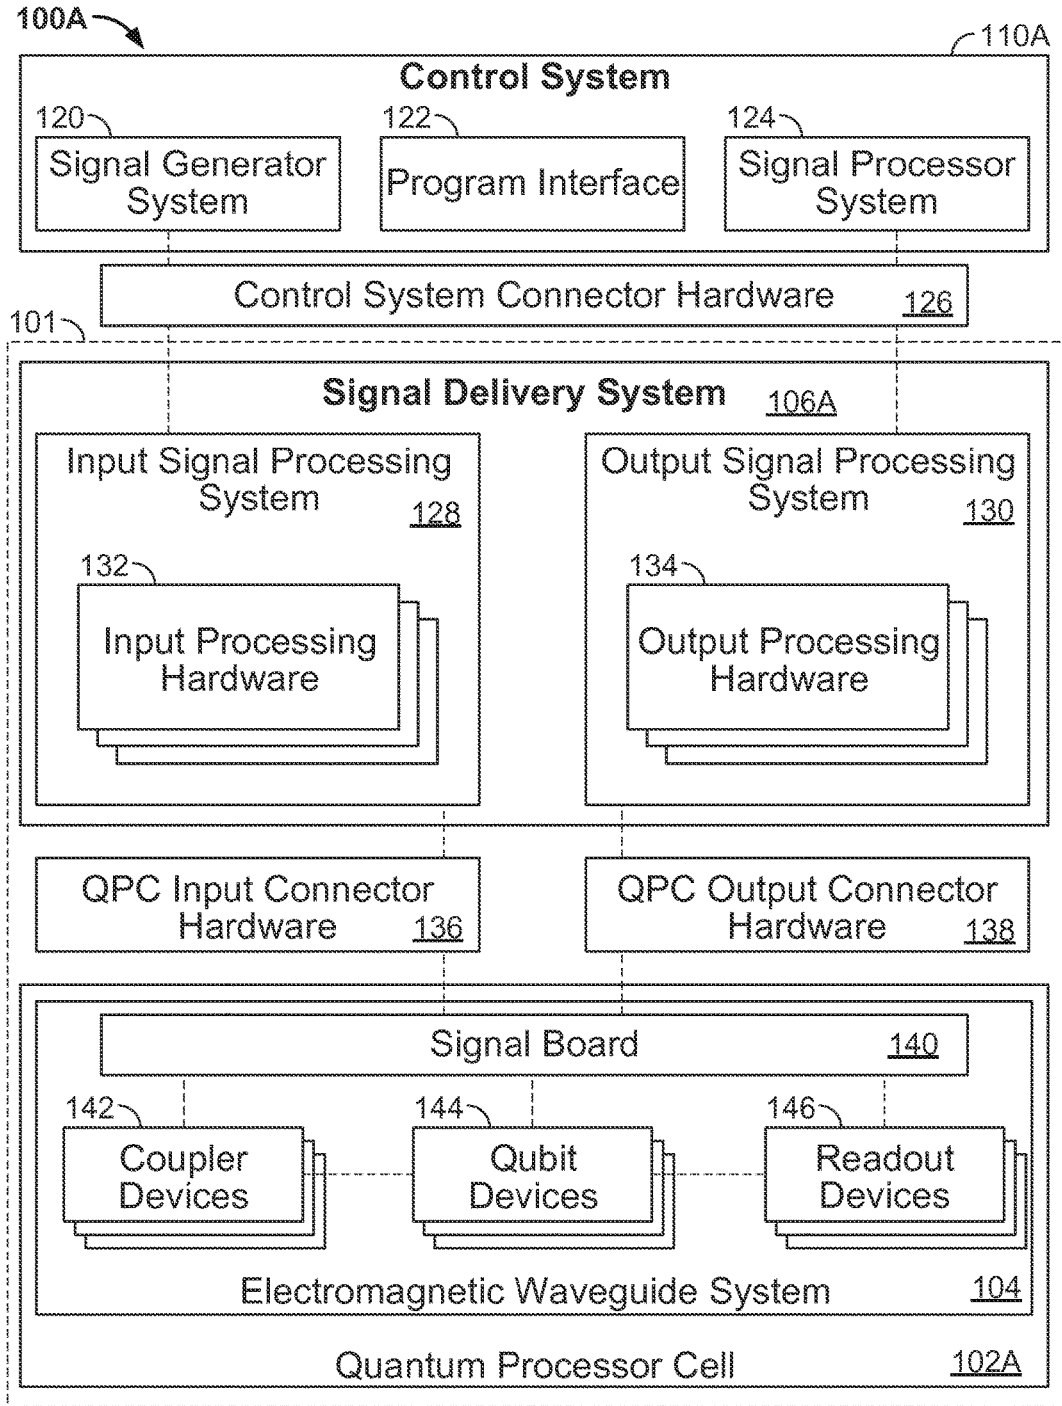 100A
110A
Control System
120
122
124
Signal Generator
System
Program Interface
Signal Processor
System
Control System Connector Hardware
126
101
Signal Delivery System
106A
Input Signal Processing
System
128
Output Signal Processing
System
130
132
Input Processing
Hardware
134
Output Processing
Hardware
QPC Input Connector
Hardware
136
QPC Output Connector
Hardware
138
Signal Board
140
142
144
146
Coupler
Devices
Qubit
Devices
Readout
Devices
Electromagnetic Waveguide System
104
Quantum Processor Cell
102A